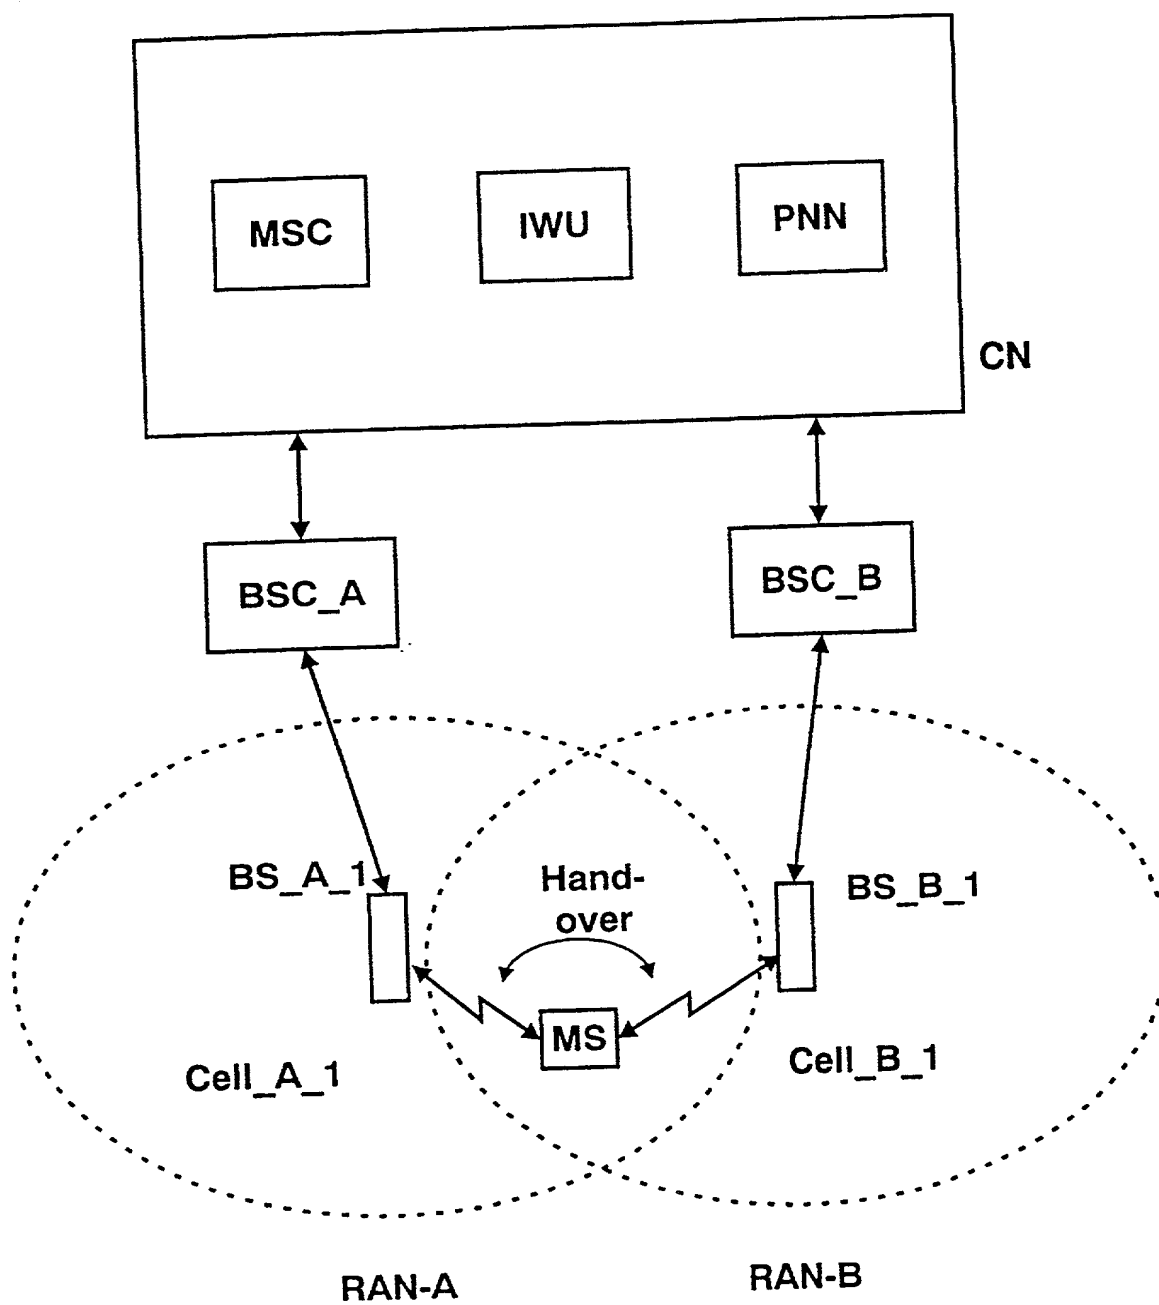 MSC
IWU
PNN
CN
BSC_A
BSC_B
BS_A_1
Hand-
over
BS_B_1
MS
Cell_A_1
Cell_B_1
RAN-A
RAN-B